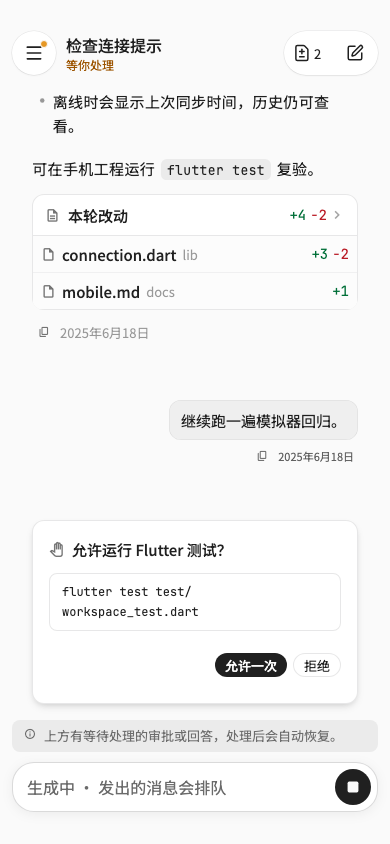 检查连接提示
等你处理
2
离线时会显示上次同步时间，历史仍可查
看。
可在手机工程运行 flutter test 复验。
本轮改动 +4 -2
connection.dart lib +3 -2
mobile.md docs +1
2025年6月18日
继续跑一遍模拟器回归。
2025年6月18日
允许运行 Flutter 测试？
flutter test test/
workspace_test.dart
允许一次 拒绝
上方有等待处理的审批或回答，处理后会自动恢复。
生成中 · 发出的消息会排队